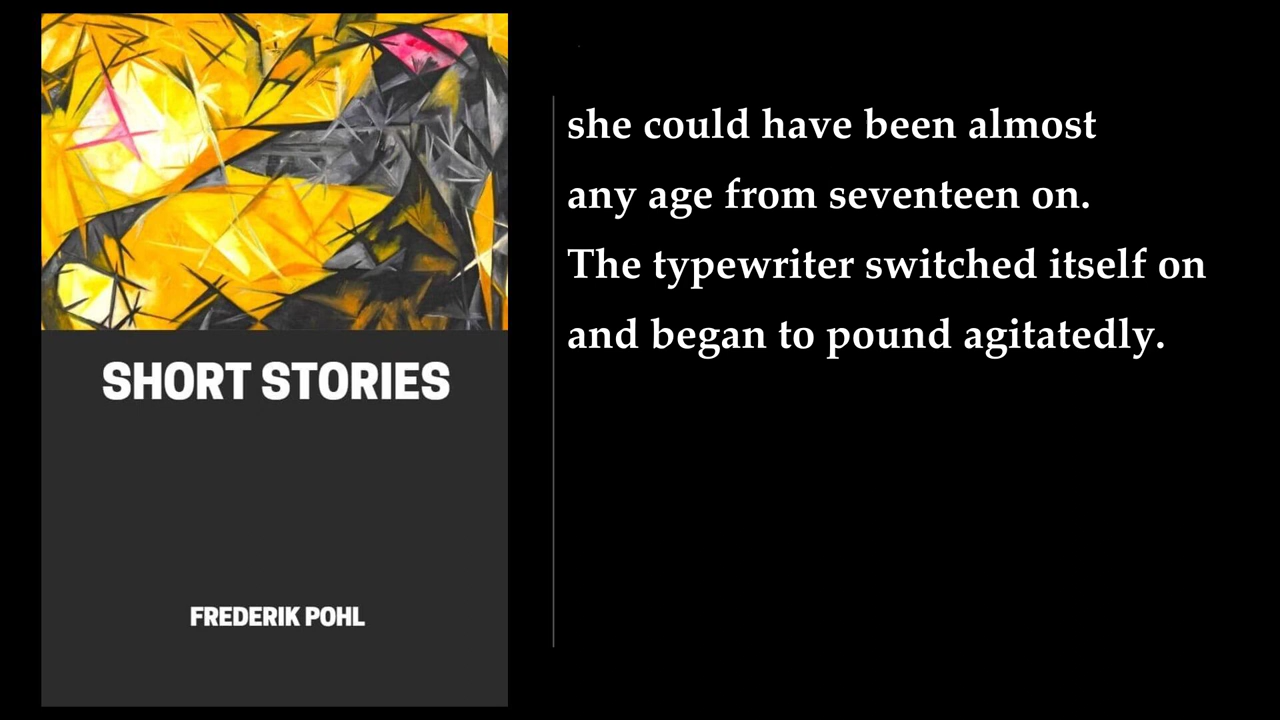 SHORT STORIES
FREDERIK POHL
she could have been almost
any age from seventeen on.
The typewriter switched itself on
and began to pound agitatedly.